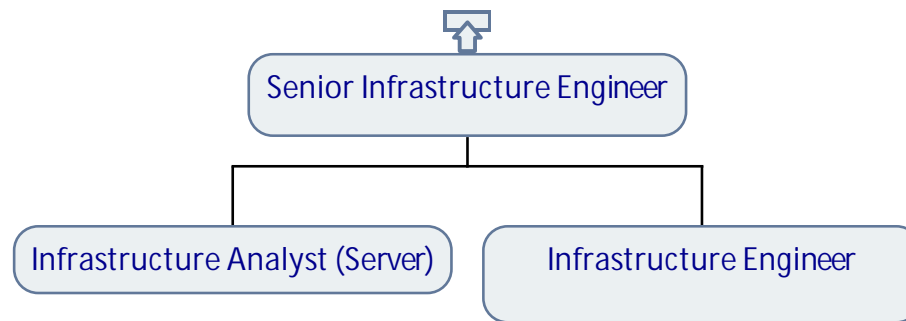 Senior Infrastructure Engineer
Infrastructure Analyst (Server)
Infrastructure Engineer